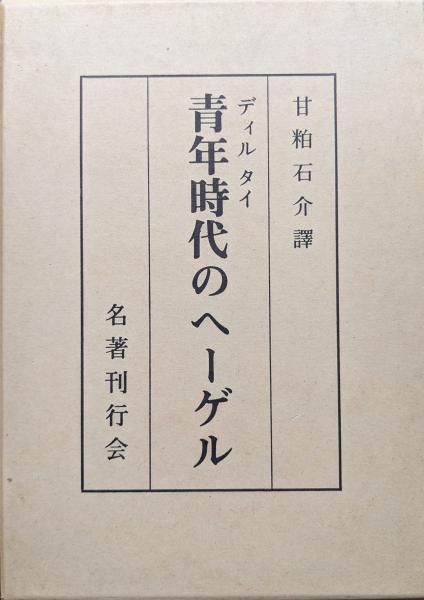 甘粕石介譯
ディルタイ
青年時代のヘーゲル
名著刊行会